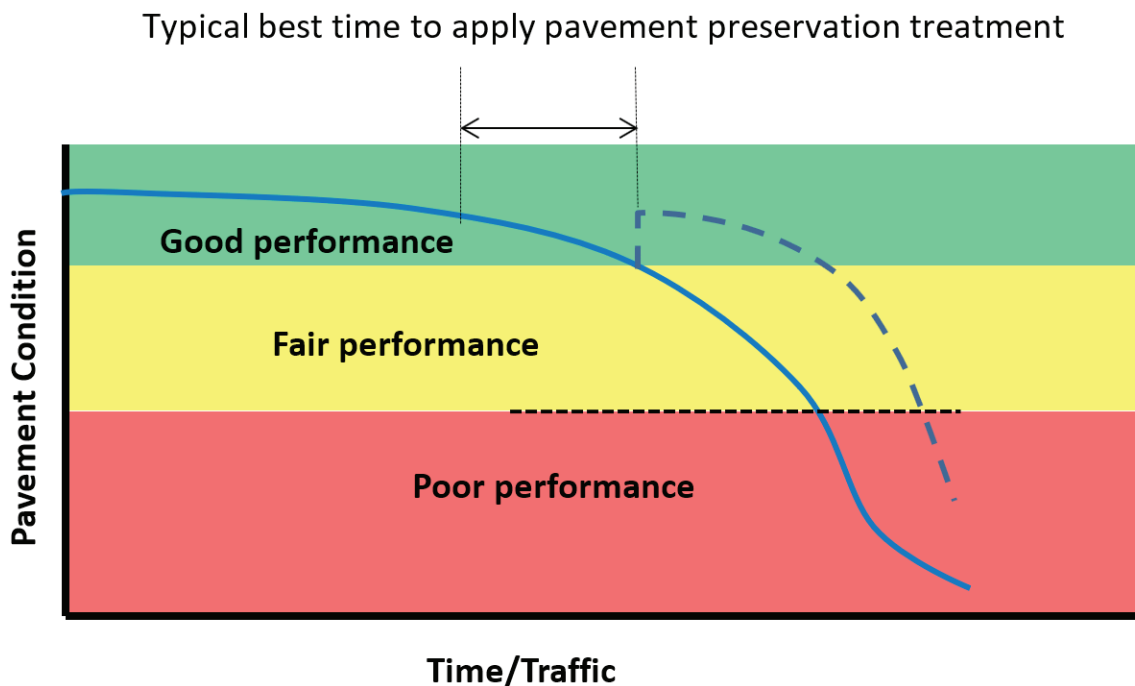 Typical best time to apply pavement preservation treatment
Good performance
Fair performance
Poor performance
Pavement Condition
Time/Traffic